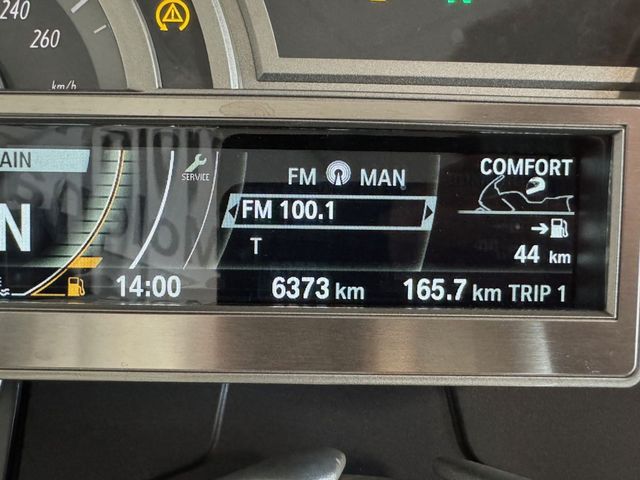 240
260
km/h
AIN
SERVICE
FM MAN
COMFORT
FM 100.1
N
T
44 km
14:00
6373 km
165.7 km TRIP 1